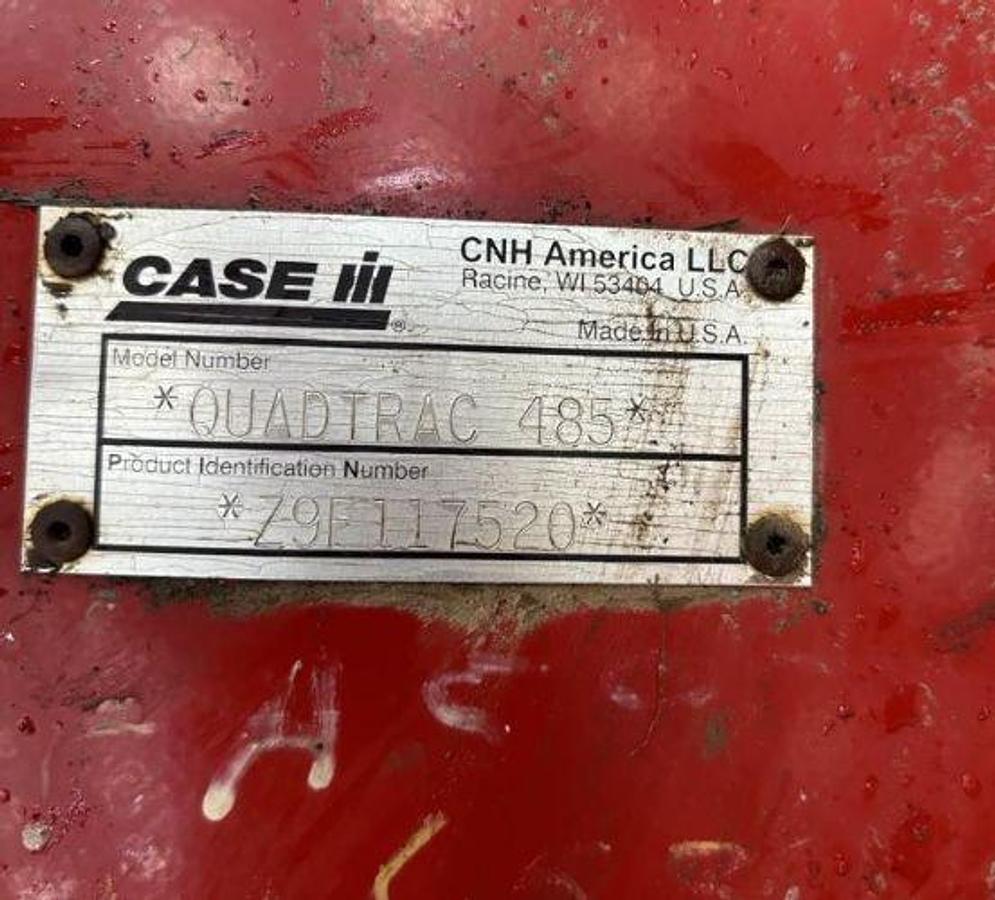 CASE IH®
CNH America LLC
Racine, WI 53404 U.S.A.
Made in U.S.A.
Model Number
*QUADTRAC 485*
Product Identification Number
*Z9F117520*